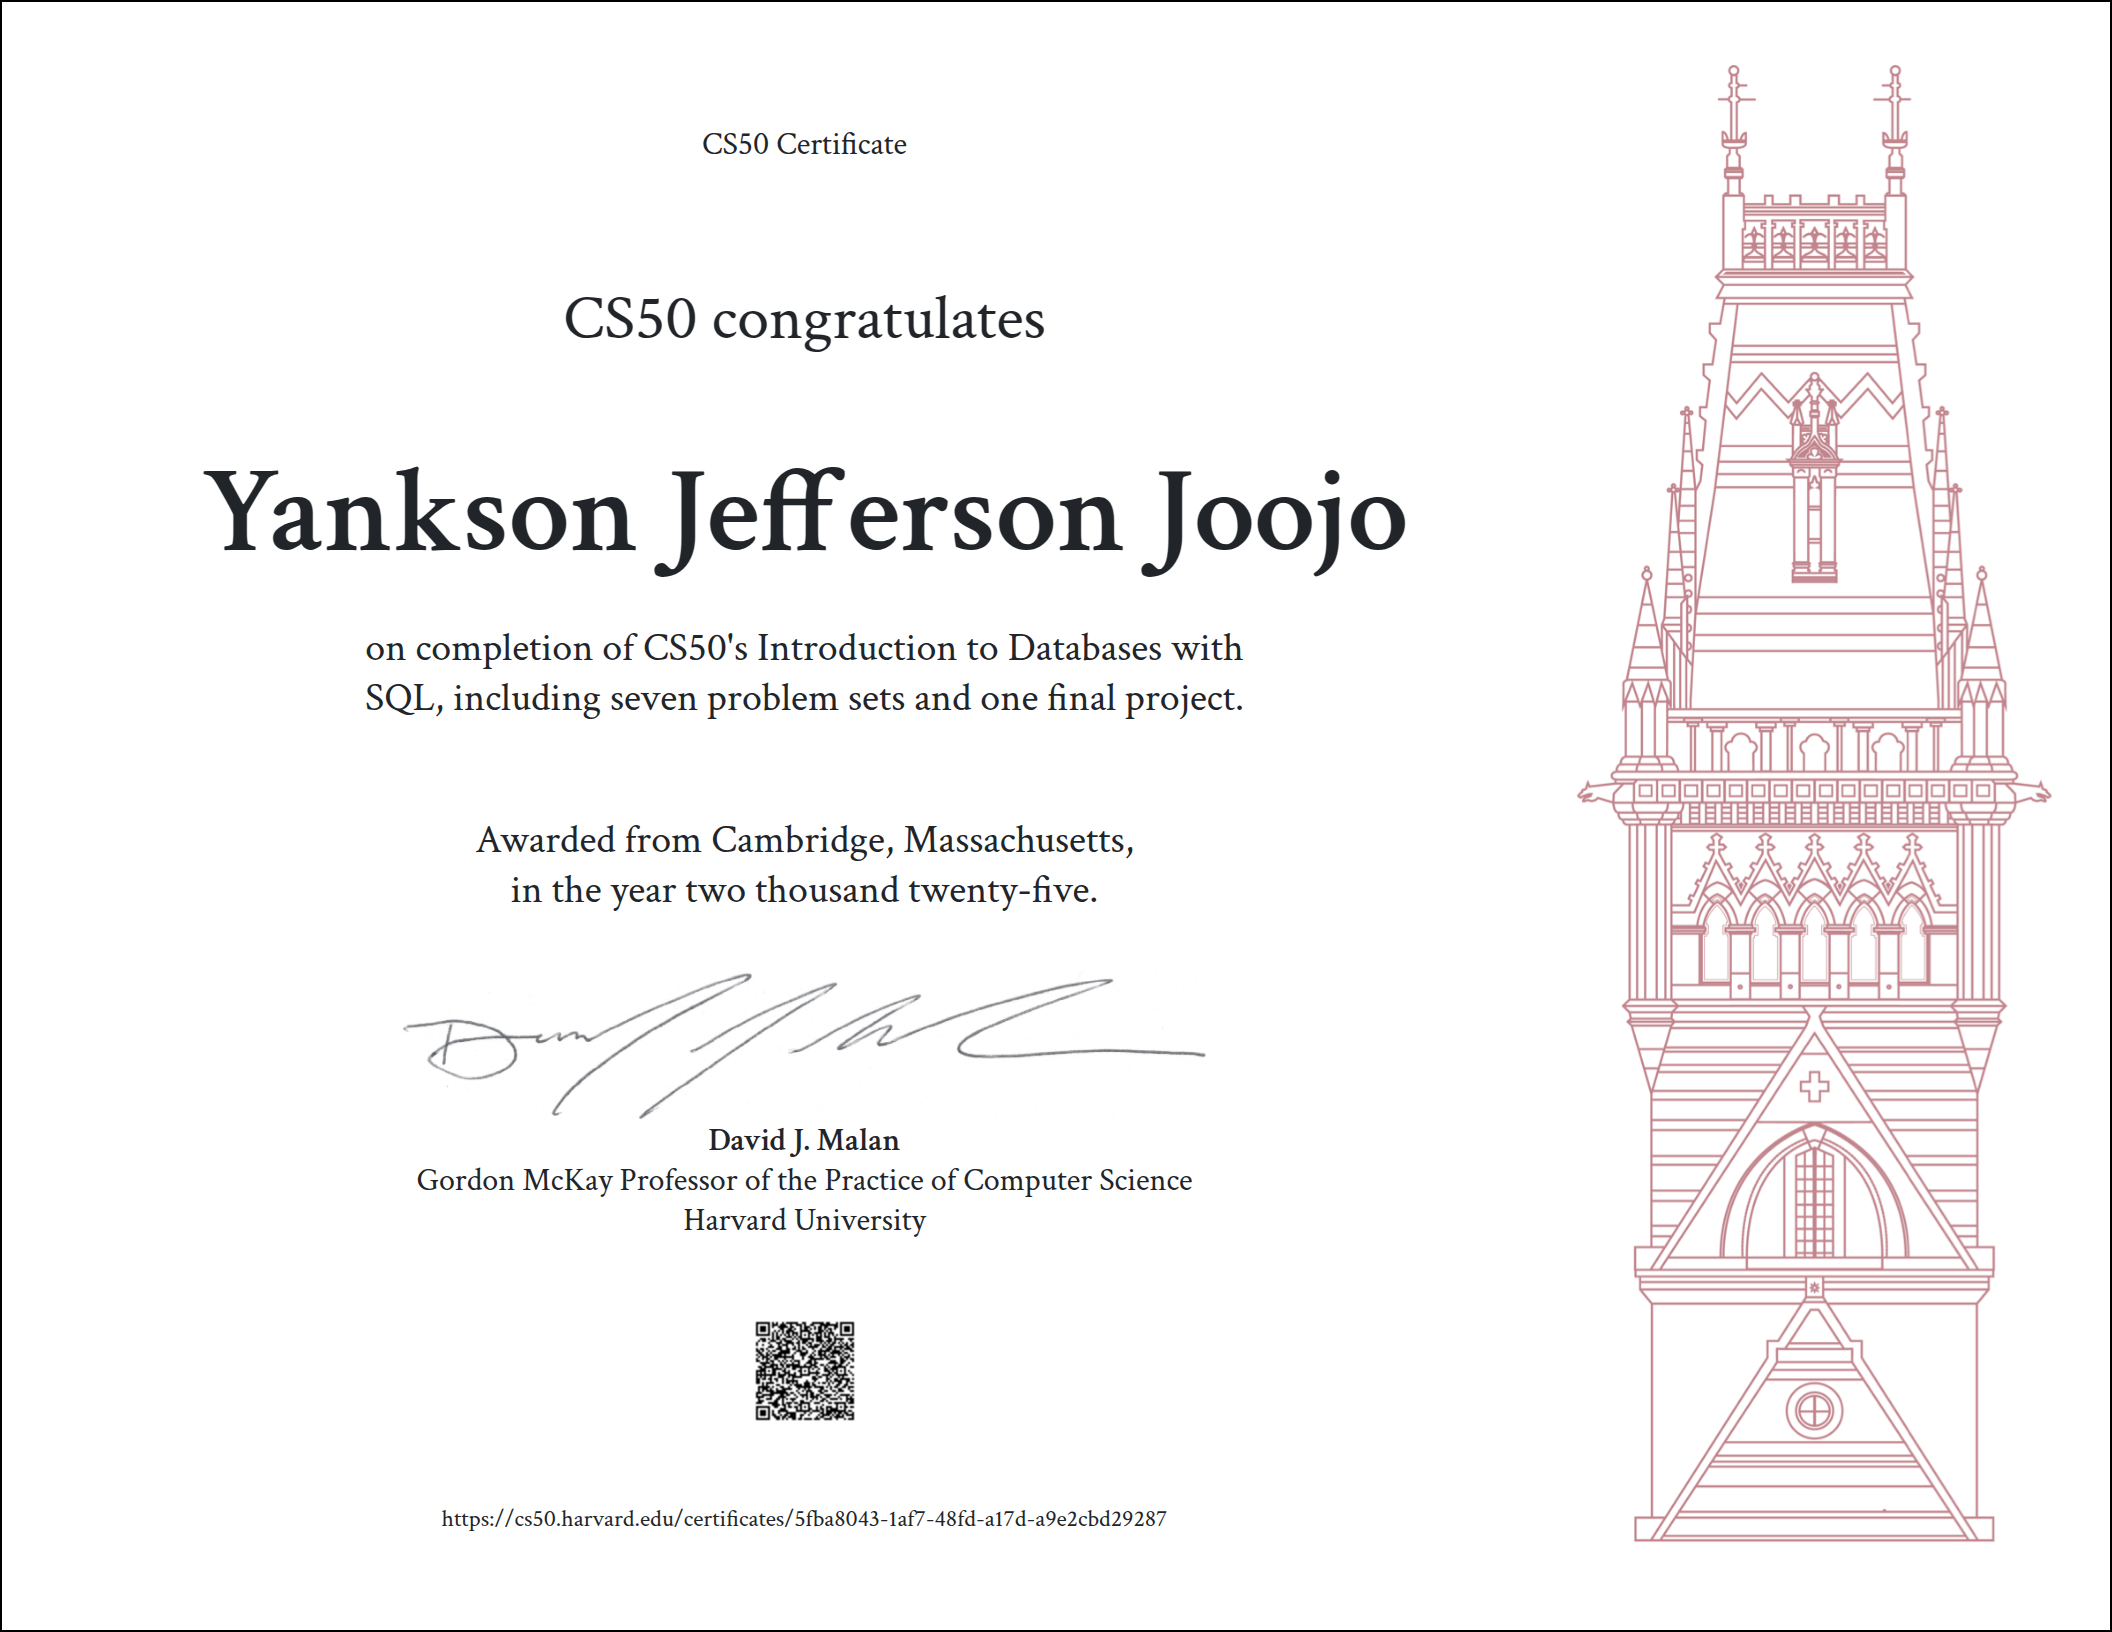 CS50 Certificate
CS50 congratulates
Yankson Jefferson Joojo
on completion of CS50's Introduction to Databases with
SQL, including seven problem sets and one final project.
Awarded from Cambridge, Massachusetts,
in the year two thousand twenty-five.
David J. Malan
Gordon McKay Professor of the Practice of Computer Science
Harvard University
https://cs50.harvard.edu/certificates/5fba8043-1af7-48fd-a17d-a9e2cbd29287